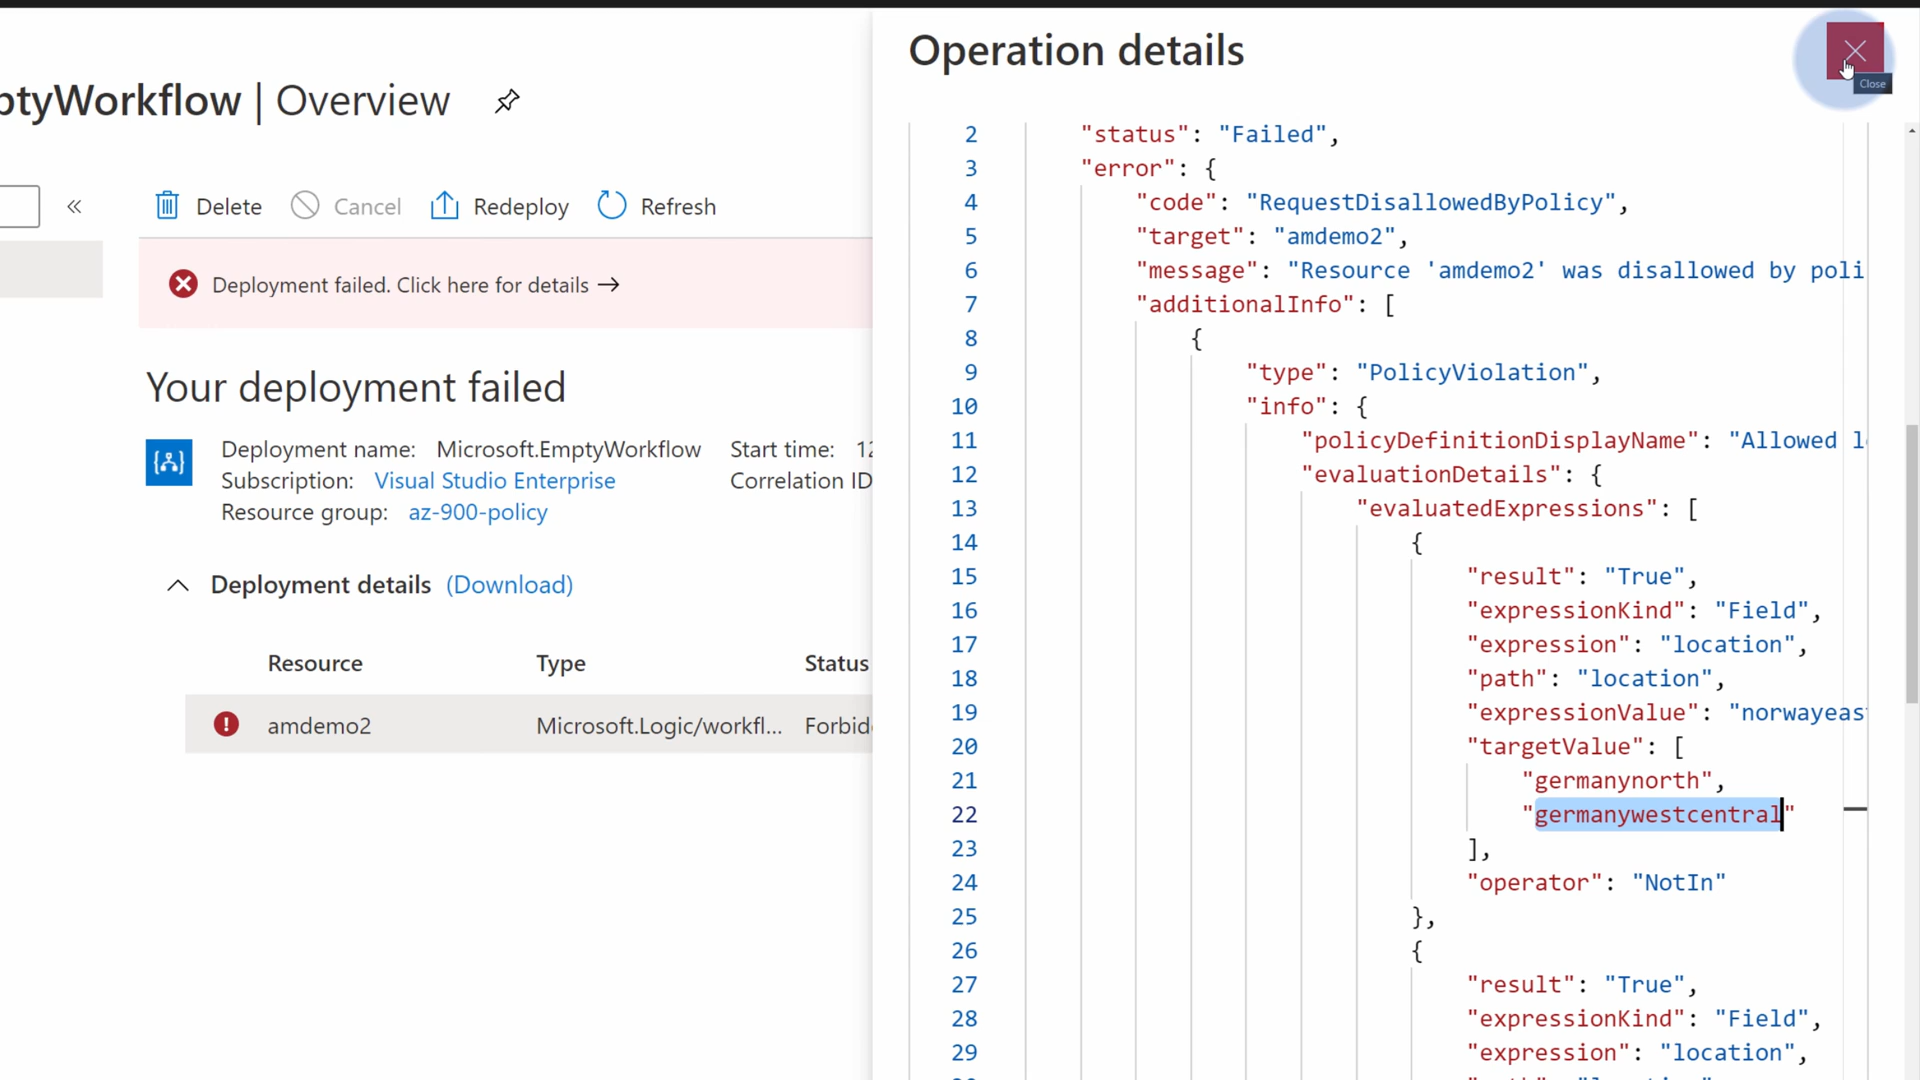 ptyWorkflow | Overview
Delete Cancel Redeploy Refresh
Deployment failed. Click here for details →
Your deployment failed
Deployment name: Microsoft.EmptyWorkflow Start time: 12
Subscription: Visual Studio Enterprise Correlation ID
Resource group: az-900-policy
Deployment details (Download)
Resource Type Status
amdemo2 Microsoft.Logic/workfl... Forbid
Operation details
Close
2 "status": "Failed",
3 "error": {
4 "code": "RequestDisallowedByPolicy",
5 "target": "amdemo2",
6 "message": "Resource 'amdemo2' was disallowed by poli
7 "additionalInfo": [
8 {
9 "type": "PolicyViolation",
10 "info": {
11 "policyDefinitionDisplayName": "Allowed l
12 "evaluationDetails": {
13 "evaluatedExpressions": [
14 {
15 "result": "True",
16 "expressionKind": "Field",
17 "expression": "location",
18 "path": "location",
19 "expressionValue": "norwayeas
20 "targetValue": [
21 "germanynorth",
22 "germanywestcentral"
23 ],
24 "operator": "NotIn"
25 },
26 {
27 "result": "True",
28 "expressionKind": "Field",
29 "expression": "location",